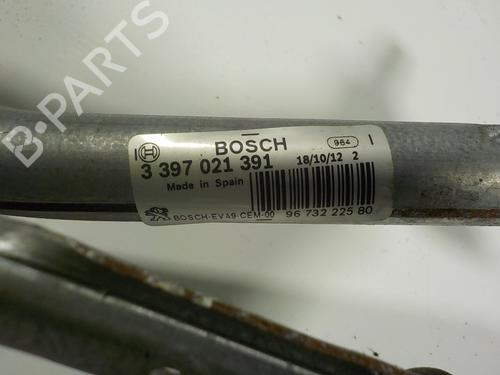 B-PARTS
BOSCH
964
3 397 021 391
18/10/12 2
Made in Spain
BOSCH-EVA9-CEM-00
96 732 225 80